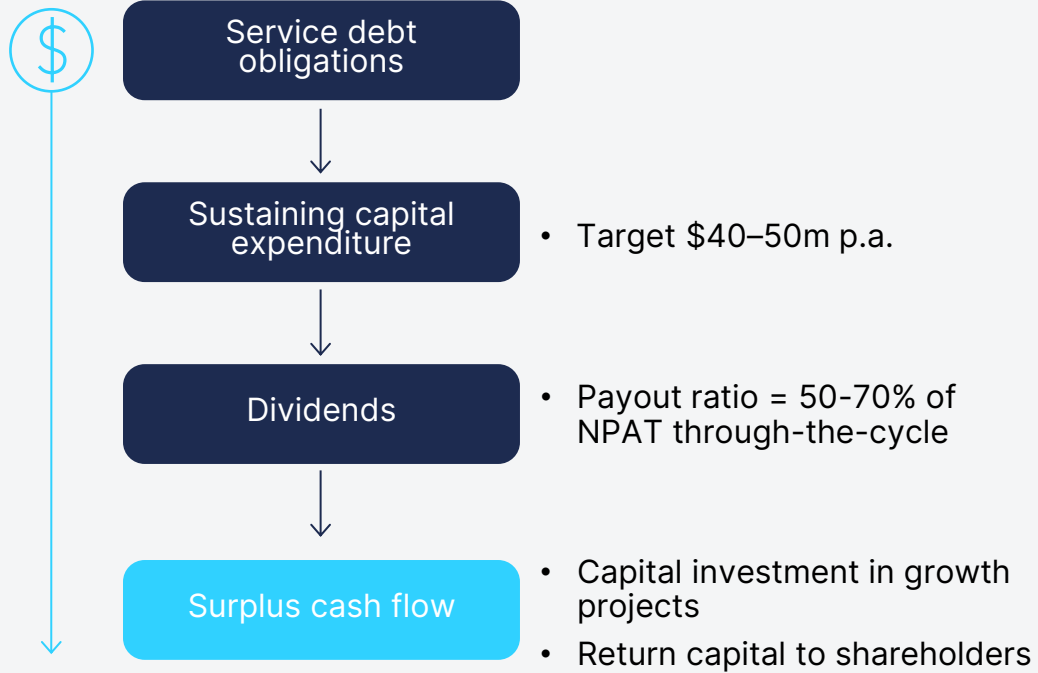 $
Service debt
obligations
Sustaining capital
expenditure
• Target $40–50m p.a.
Dividends
• Payout ratio = 50-70% of
NPAT through-the-cycle
Surplus cash flow
• Capital investment in growth
projects
• Return capital to shareholders